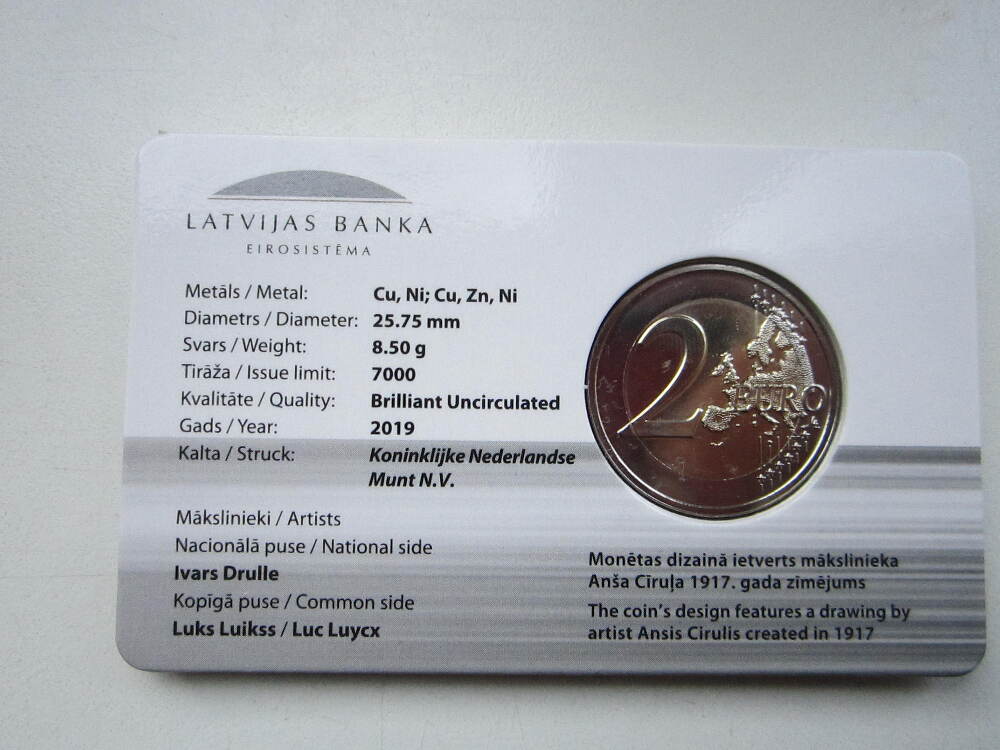 LATVIJAS BANKA
EIROSISTĒMA
Metāls / Metal: Cu, Ni; Cu, Zn, Ni
Diametrs / Diameter: 25.75 mm
Svars / Weight: 8.50 g
Tirāža / Issue limit: 7000
Kvalitāte / Quality: Brilliant Uncirculated
Gads / Year: 2019
Kalta / Struck: Koninklijke Nederlandse
Munt N.V.
Mākslinieki / Artists
Nacionālā puse / National side
Ivars Drulle
Kopīgā puse / Common side
Luks Luikss / Luc Luycx
2 EURO
Monētas dizainā ietverts mākslinieka
Anša Cīruļa 1917. gada zīmējums
The coin's design features a drawing by
artist Ansis Cirulis created in 1917